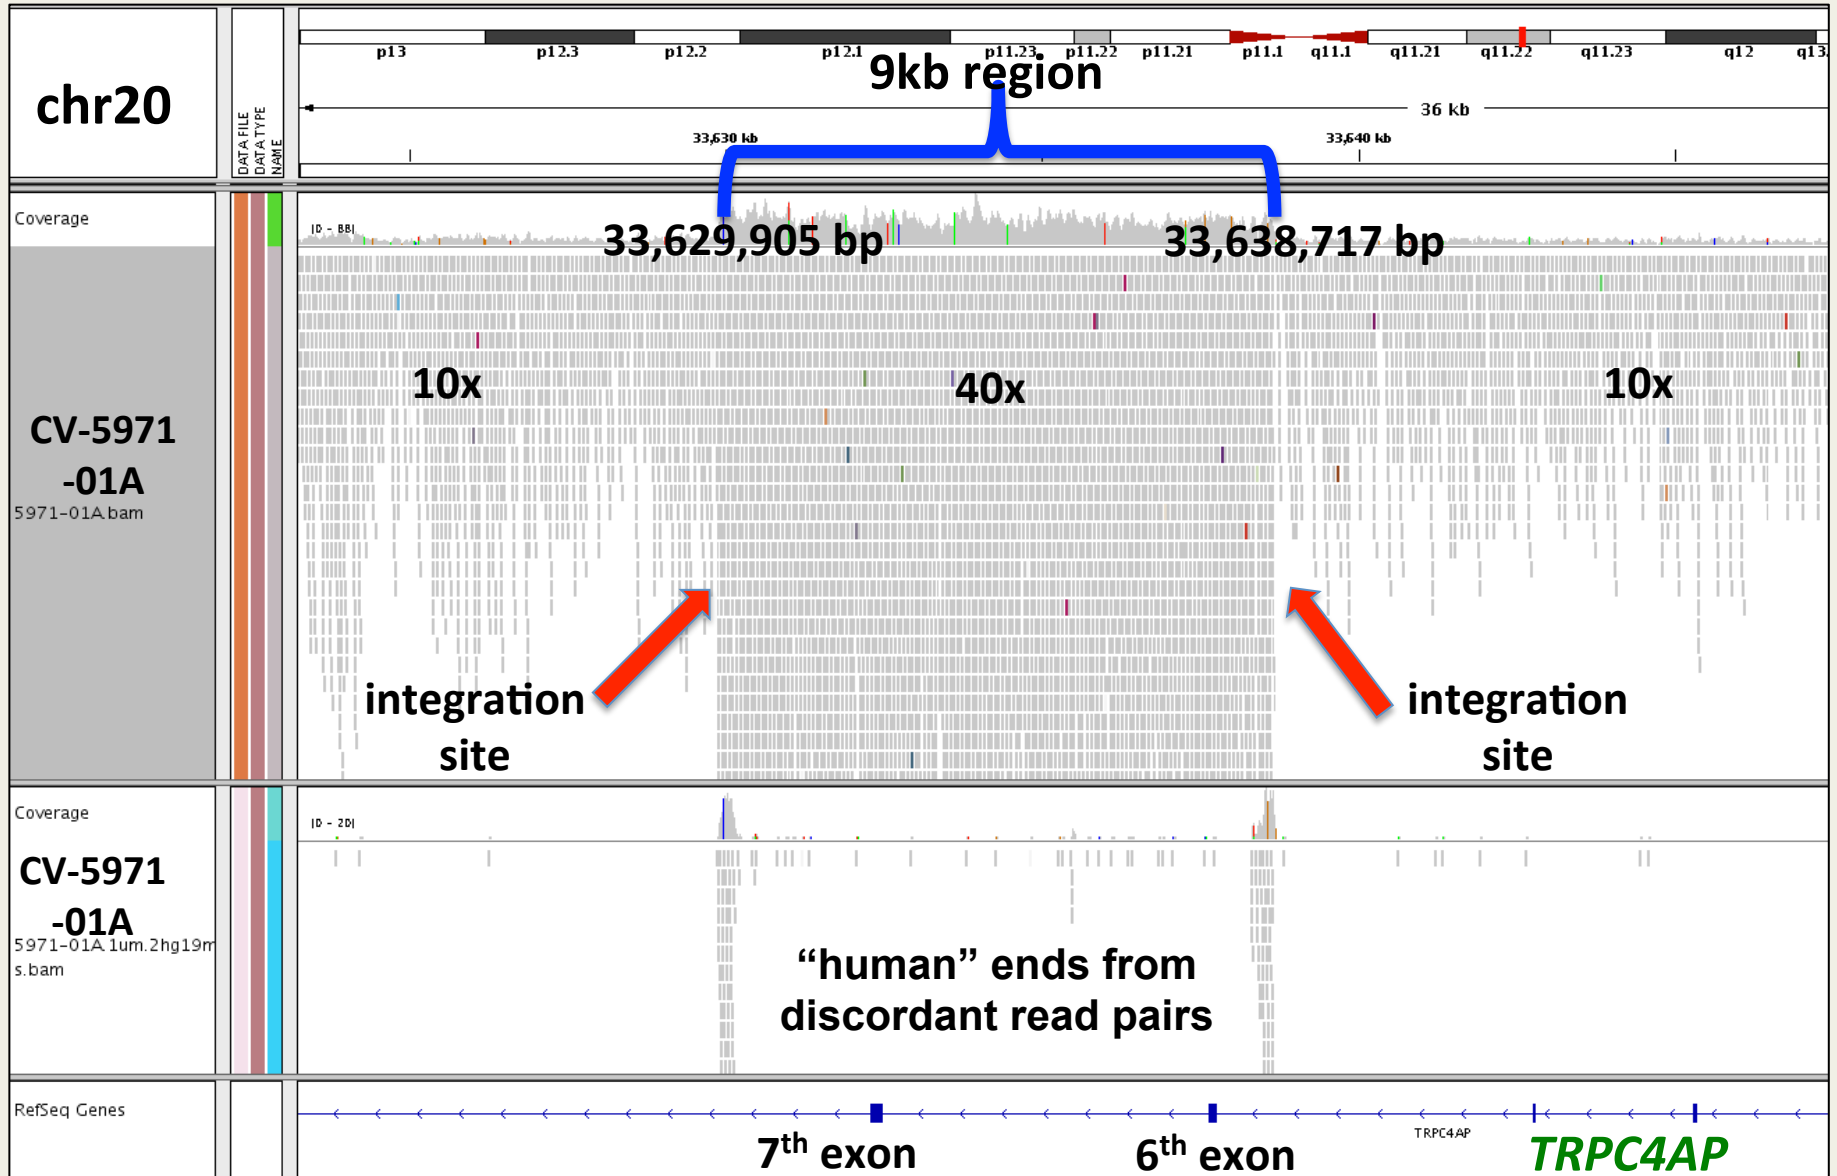 p13 p12.3 p12.2 p12.1 p11.23 p11.22 p11.21 p11.1 q11.1 q11.21 q11.22 q11.23 q12 q13.
9kb region
chr20
DATA FILE
DATA TYPE
NAME
36 kb
33,630 kb 33,640 kb
Coverage
33,629,905 bp 33,638,717 bp
10x 40x 10x
CV-5971
-01A
5971-01A.bam
integration
site
integration
site
Coverage
CV-5971
-01A
5971-01A.1um.2hg19m
s.bam
“human” ends from
discordant read pairs
RefSeq Genes
TRPC4AP
7th exon 6th exon TRPC4AP